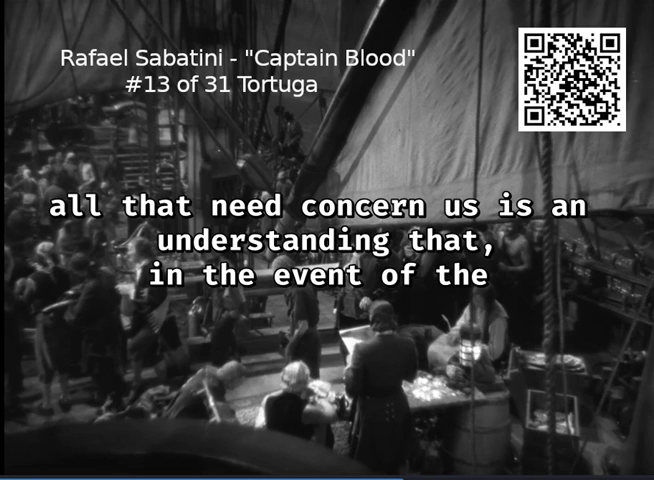 Rafael Sabatini - "Captain Blood"
#13 of 31 Tortuga
all that need concern us is an
understanding that,
in the event of the